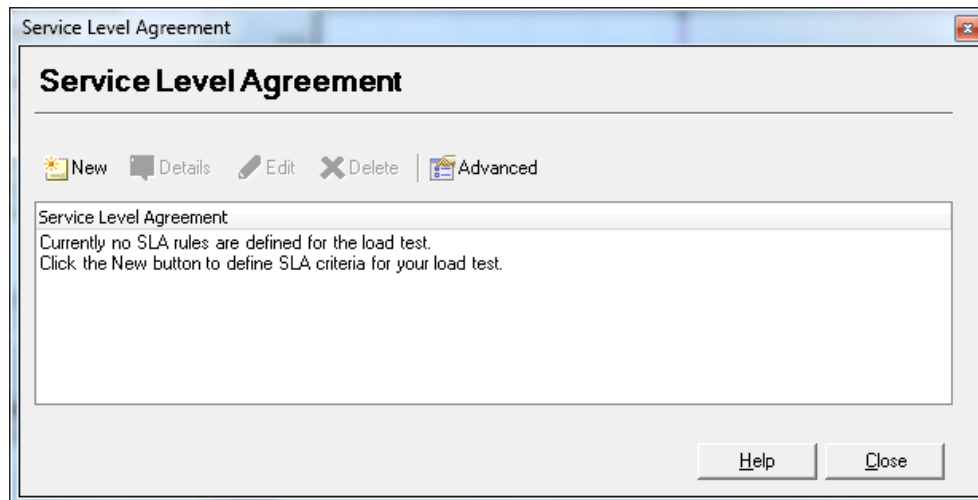 Service Level Agreement
Service Level Agreement
New Details Edit Delete Advanced
Service Level Agreement
Currently no SLA rules are defined for the load test.
Click the New button to define SLA criteria for your load test.
Help Close